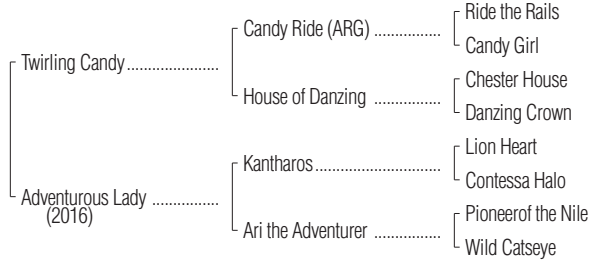 Ride the Rails
Candy Ride (ARG) ................
Candy Girl
Twirling Candy ......................
Chester House
House of Danzing ................
Danzing Crown
Lion Heart
Kantharos..............................
Contessa Halo
Adventurous Lady ................
(2016)
Pioneerof the Nile
Ari the Adventurer ................
Wild Catseye